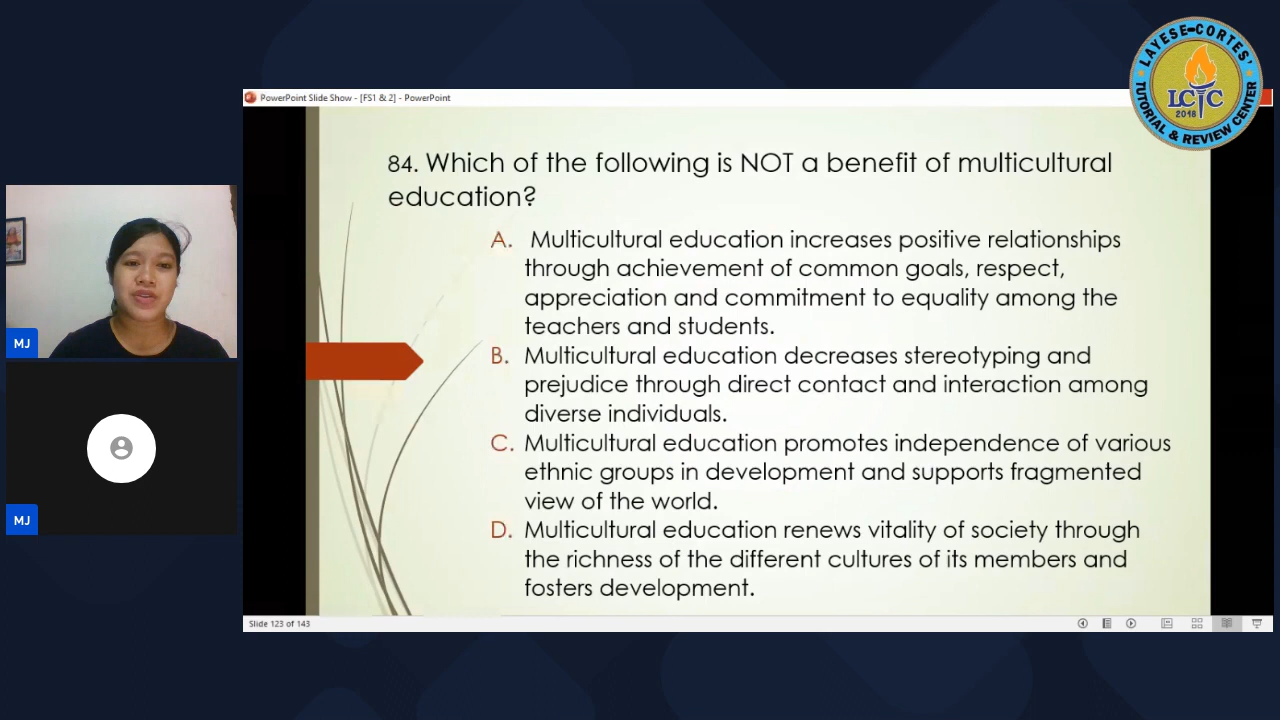 LAYESE-CORTES'
LCTC
2018
TUTORIAL & REVIEW CENTER
PowerPoint Slide Show - [FS1 & 2] - PowerPoint
84. Which of the following is NOT a benefit of multicultural
education?
A. Multicultural education increases positive relationships
through achievement of common goals, respect,
appreciation and commitment to equality among the
teachers and students.
B. Multicultural education decreases stereotyping and
prejudice through direct contact and interaction among
diverse individuals.
C. Multicultural education promotes independence of various
ethnic groups in development and supports fragmented
view of the world.
D. Multicultural education renews vitality of society through
the richness of the different cultures of its members and
fosters development.
Slide 123 of 143
MJ
MJ